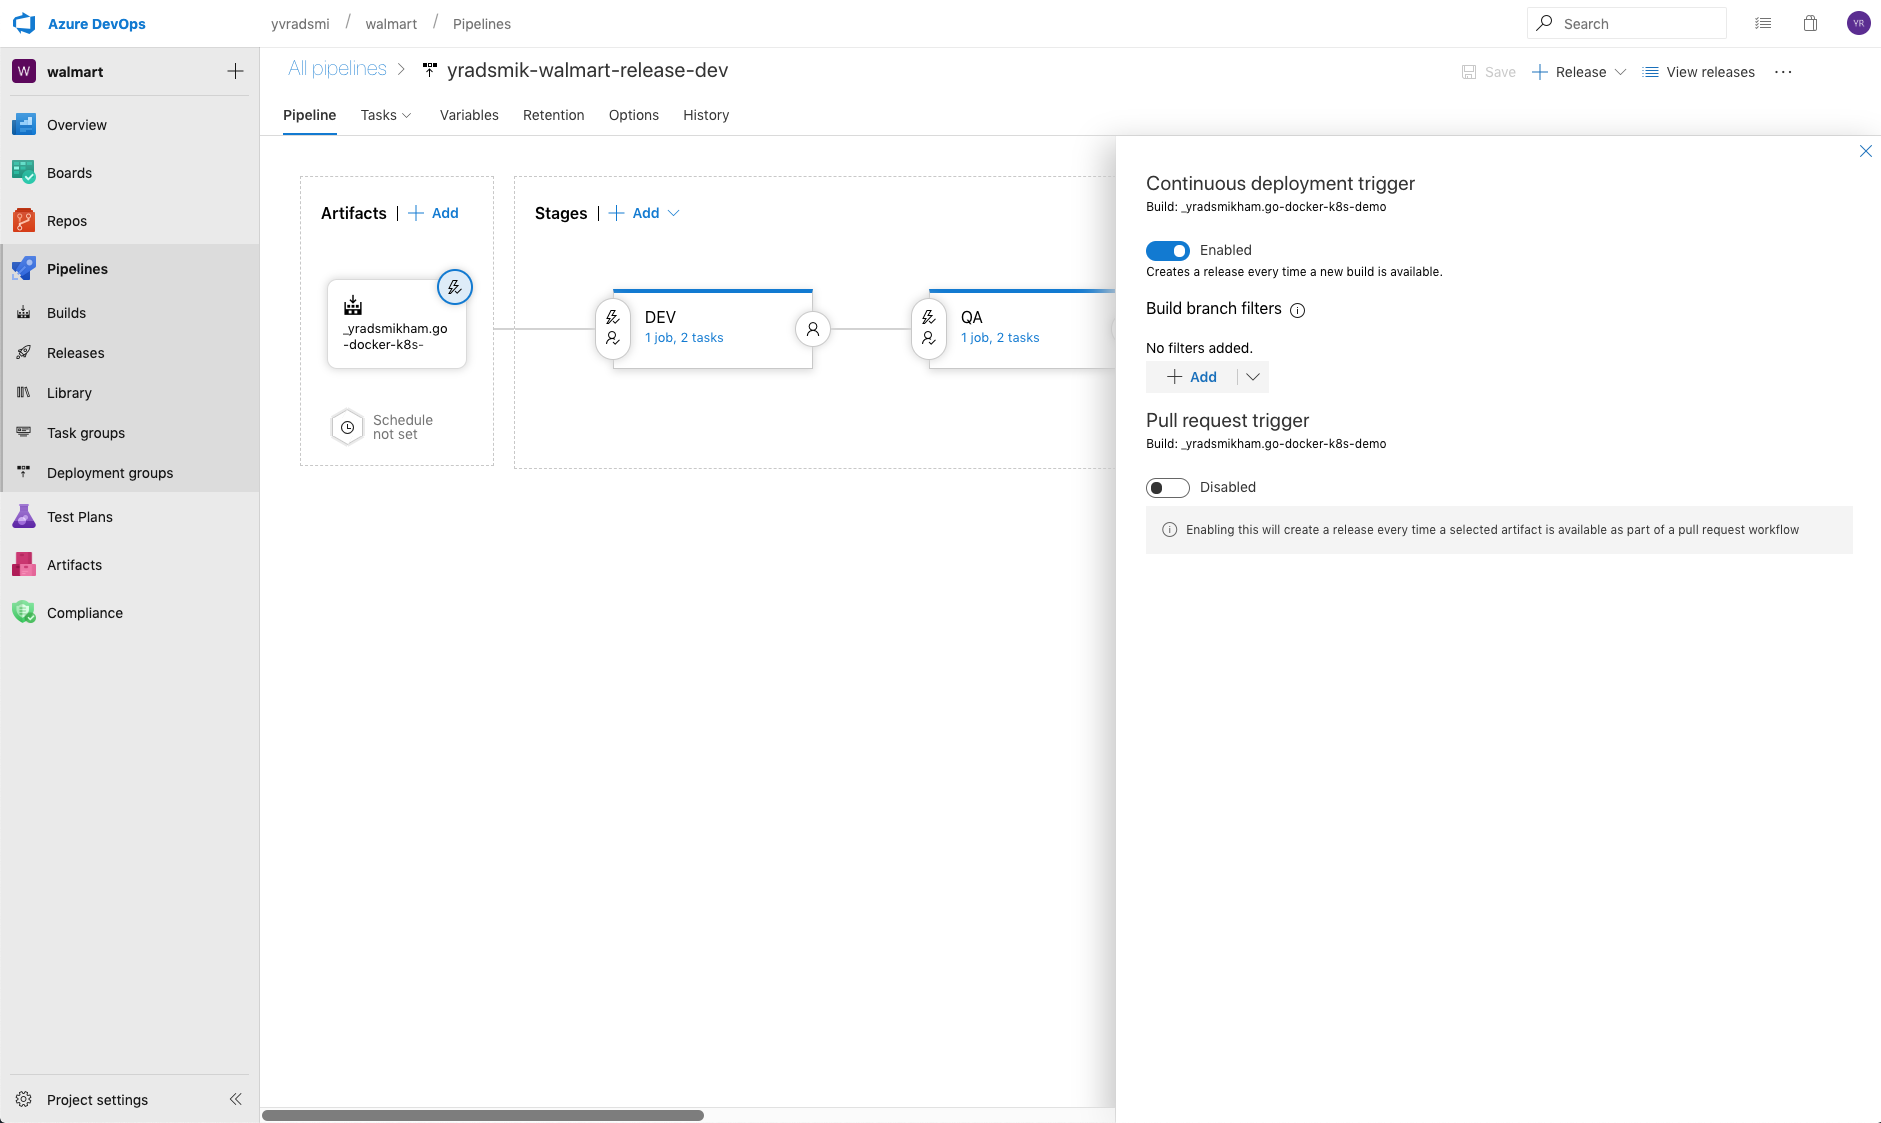 Azure DevOps
yvradsmi / walmart / Pipelines
Search
YR
W walmart
Overview
Boards
Repos
Pipelines
Builds
Releases
Library
Task groups
Deployment groups
Test Plans
Artifacts
Compliance
Project settings
All pipelines > yradsmik-walmart-release-dev
Save
Release
View releases
Pipeline Tasks Variables Retention Options History
Artifacts | + Add
_yradsmikham.go
-docker-k8s-
Schedule
not set
Stages | + Add
DEV
1 job, 2 tasks
QA
1 job, 2 tasks
Continuous deployment trigger
Build: _yradsmikham.go-docker-k8s-demo
Enabled
Creates a release every time a new build is available.
Build branch filters
No filters added.
+ Add
Pull request trigger
Build: _yradsmikham.go-docker-k8s-demo
Disabled
Enabling this will create a release every time a selected artifact is available as part of a pull request workflow